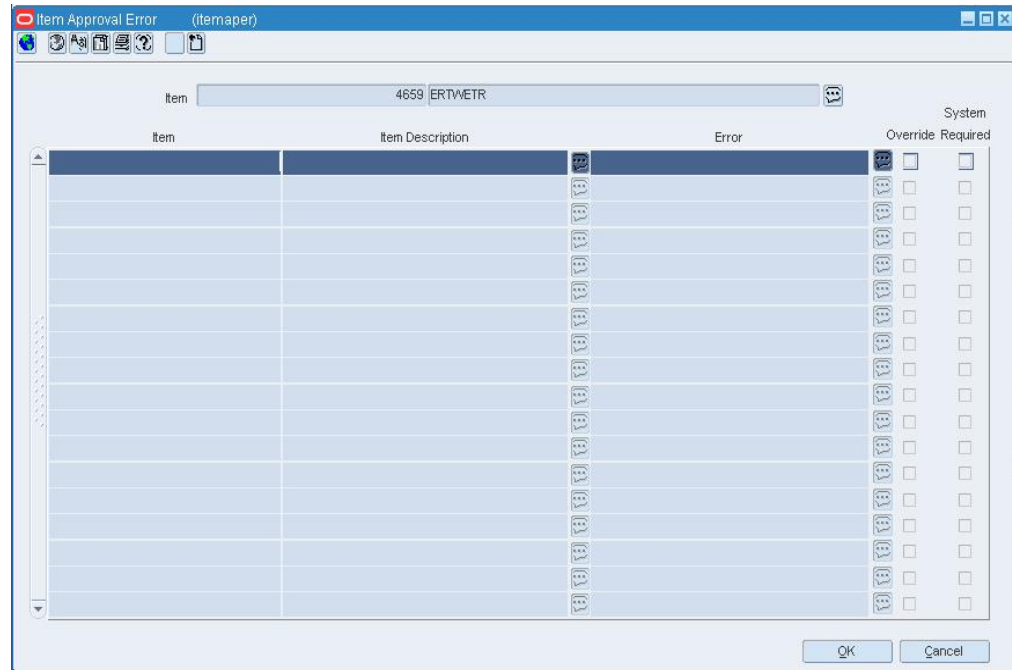 Item Approval Error (itemaper)
Item 4659 ERTWETR
System
Item Item Description Error Override Required
OK Cancel